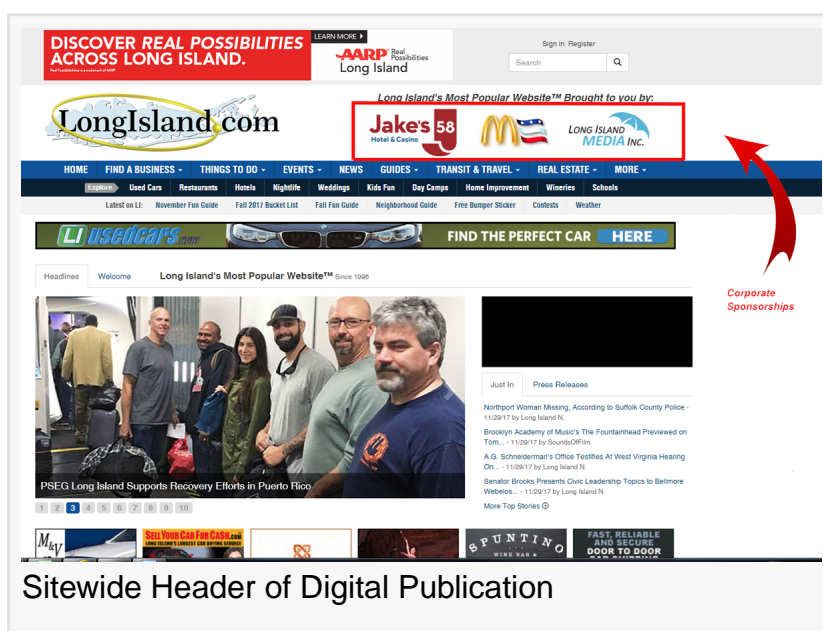 DISCOVER REAL POSSIBILITIES
ACROSS LONG ISLAND.
LEARN MORE
AARP Real Possibilities
Long Island
Sign in Register
Search
LongIsland.com
Long Island's Most Popular Website™ Brought to you by:
Jake's 58
Hotel & Casino
LONG ISLAND
MEDIA INC.
HOME FIND A BUSINESS THINGS TO DO EVENTS NEWS GUIDES TRANSIT & TRAVEL REAL ESTATE MORE
Explore Used Cars Restaurants Hotels Nightlife Weddings Kids Fun Day Camps Home Improvement Wineries Schools
Latest on LI: November Fun Guide Fall 2017 Bucket List Fall Fun Guide Neighborhood Guide Free Bumper Sticker Contests Weather
LI usedcars.com FIND THE PERFECT CAR HERE
Headlines Welcome Long Island's Most Popular Website™ Since 1996
Corporate
Sponsorships
Just In Press Releases
Northport Woman Missing, According to Suffolk County Police -
11/29/17 by Long Island N.
Brooklyn Academy of Music's The Fountainhead Previewed on
Tom... - 11/29/17 by SoundsOfFilm
A.G. Schneiderman's Office Testifies At West Virginia Hearing
On... - 11/29/17 by Long Island N.
Senator Brooks Presents Civic Leadership Topics to Bellmore
Webelos... - 11/29/17 by Long Island N.
More Top Stories
PSEG Long Island Supports Recovery Efforts in Puerto Rico
1 2 3 4 5 6 7 8 9 10
M&V
SELL YOUR CAR FOR CASH.com
LONG ISLAND'S LARGEST CAR BUYING SERVICE
SPUNTINO
WINE BAR &
FAST, RELIABLE
AND SECURE
DOOR TO DOOR
CAR SHIPPING
Sitewide Header of Digital Publication